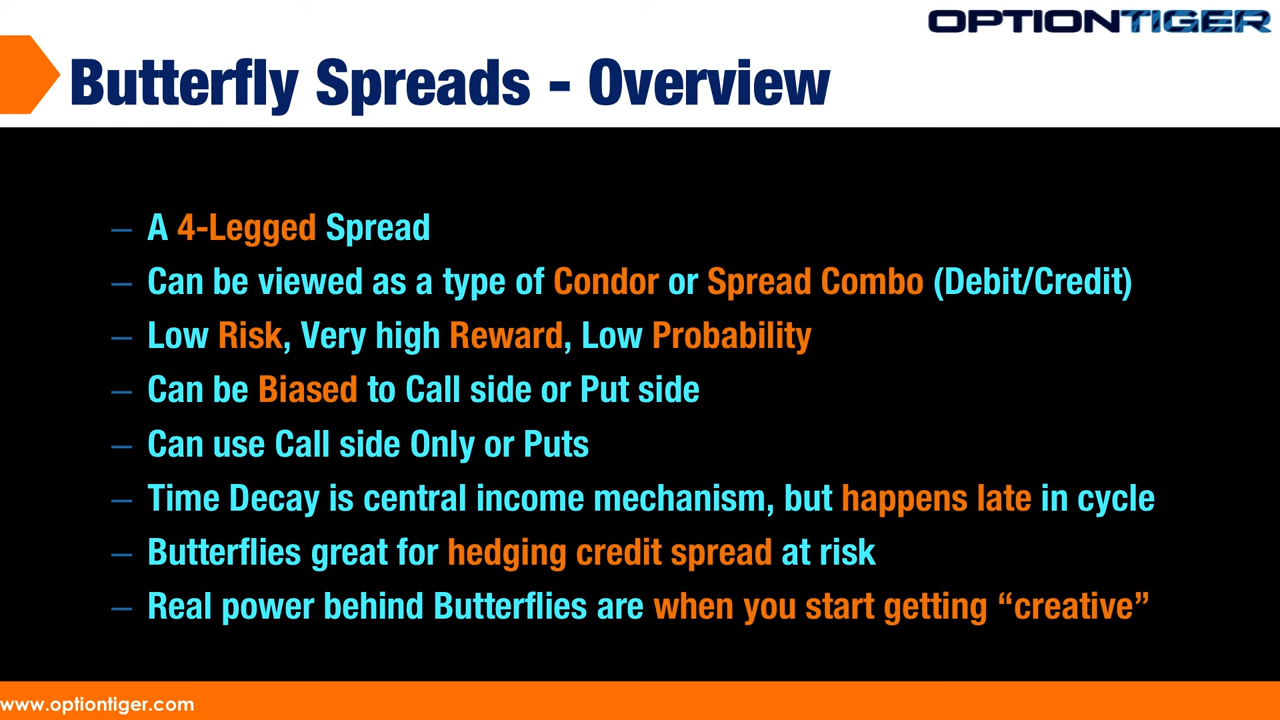 OPTIONTIGER
Butterfly Spreads - Overview
– A 4-Legged Spread
– Can be viewed as a type of Condor or Spread Combo (Debit/Credit)
– Low Risk, Very high Reward, Low Probability
– Can be Biased to Call side or Put side
– Can use Call side Only or Puts
– Time Decay is central income mechanism, but happens late in cycle
– Butterflies great for hedging credit spread at risk
– Real power behind Butterflies are when you start getting “creative”
www.optiontiger.com